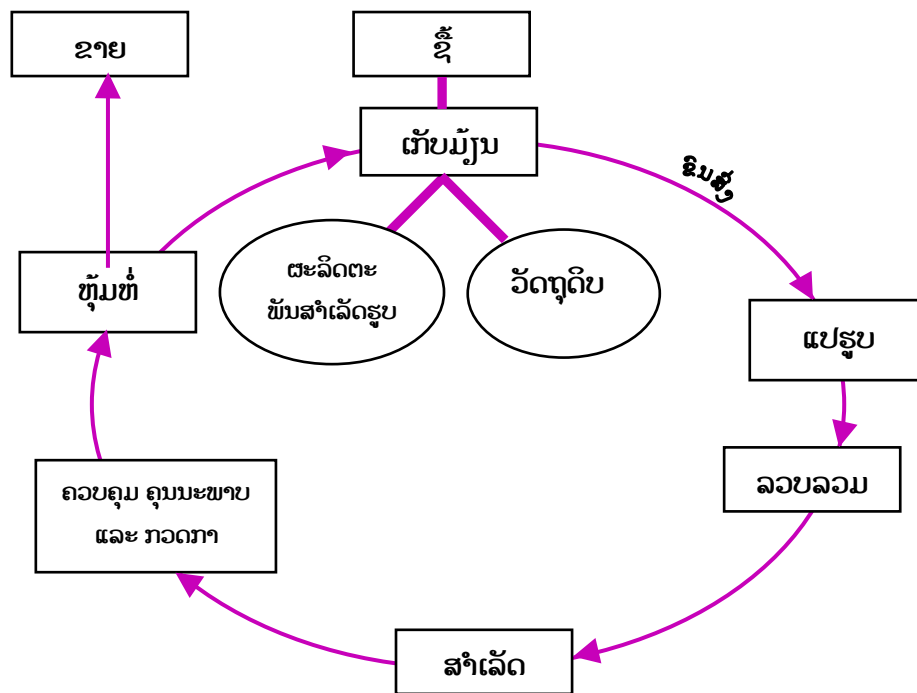 ຂາຍ
ຊື້
ເກັບມ້ຽນ
ຂົນສົ່ງ
ຜະລິດຕະ
ພັນສຳເລັດຮູບ
ວັດຖຸດິບ
ຫຸ້ມຫໍ່
ແປຮູບ
ລວບລວມ
ຄວບຄຸມ ຄຸນນະພາບ
ແລະ ກວດກາ
ສຳເລັດ